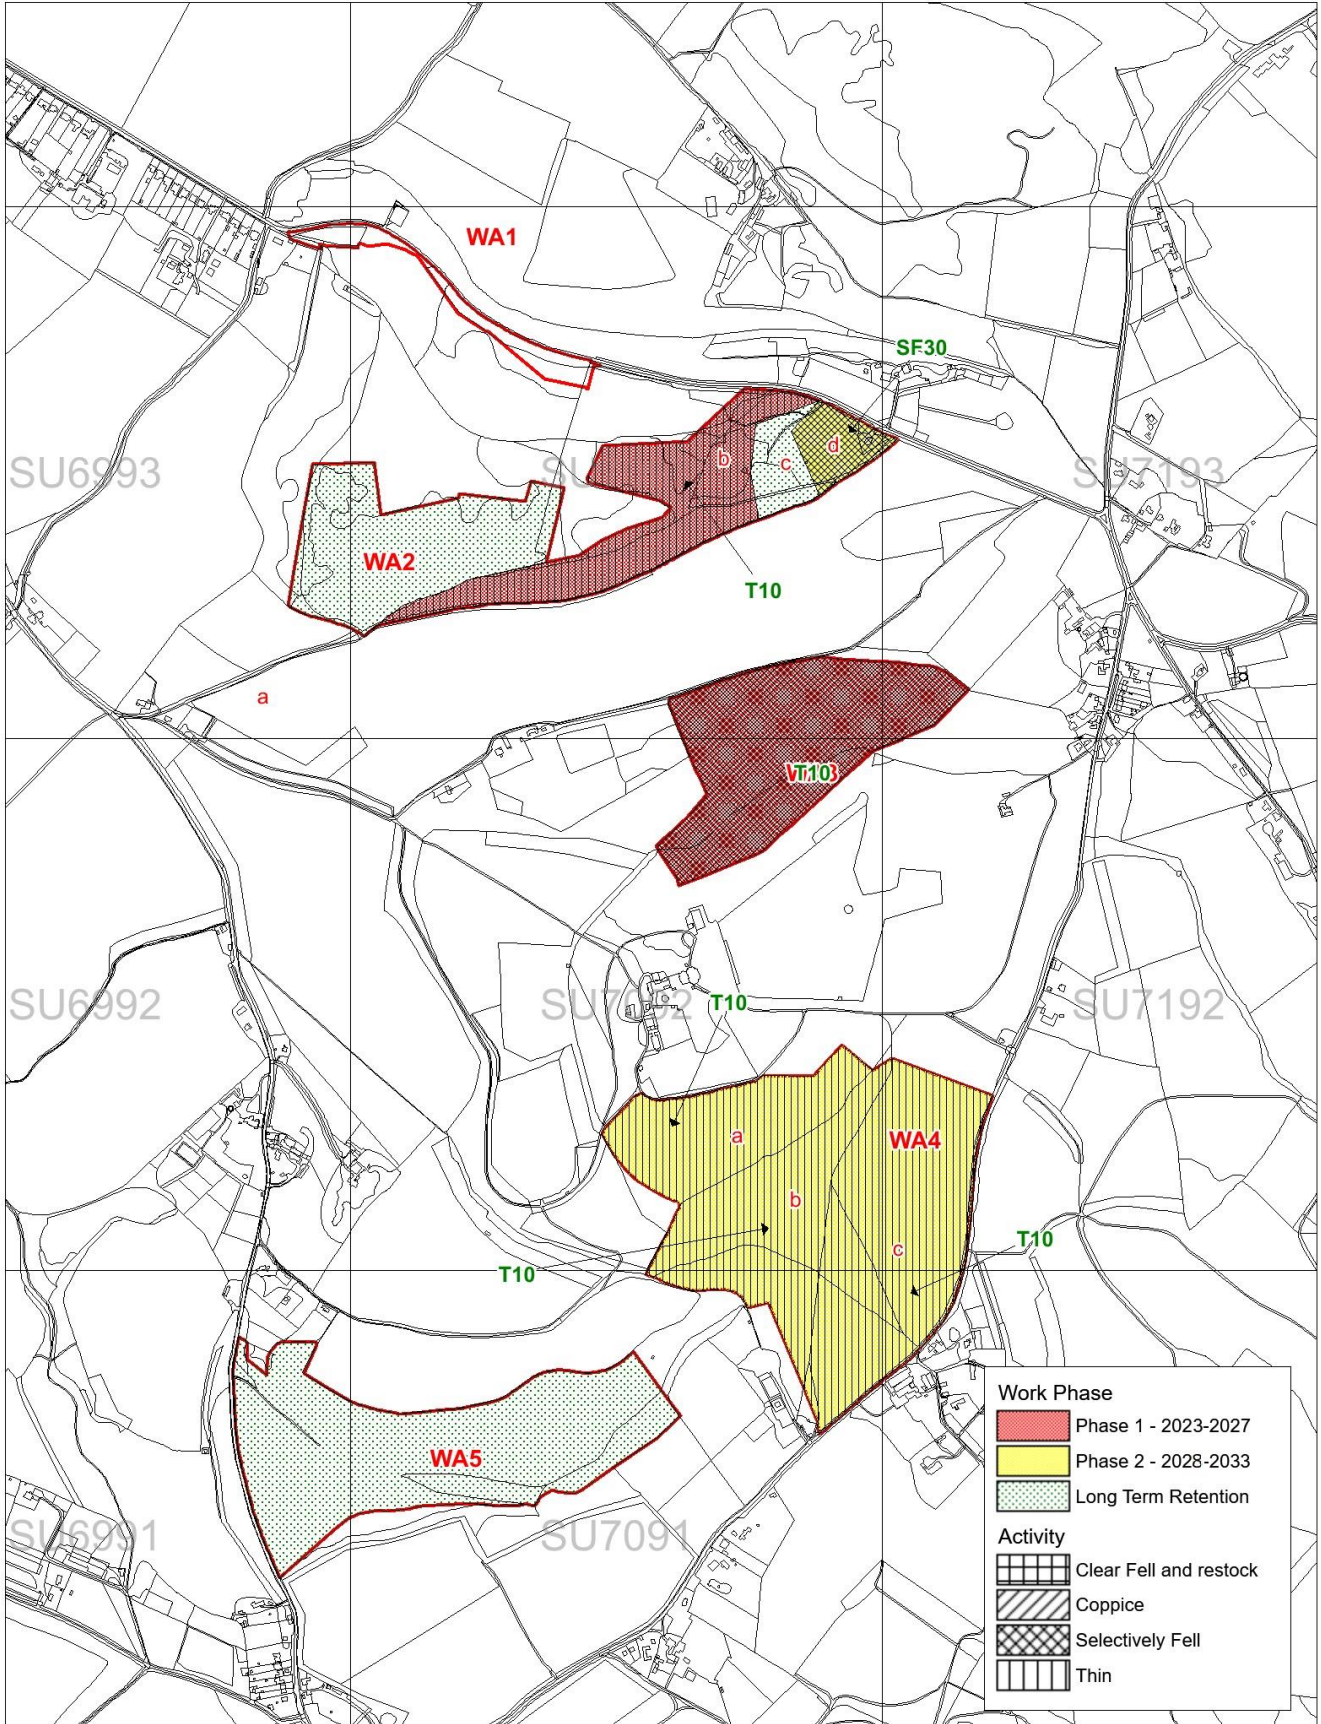 WA1
SF30
SU6993
SU7193
b
c
d
WA2
T10
a
T10
SU6992
SU7092
T10
SU7192
a
WA4
b
c
T10
T10
WA5
SU6991
SU7091
Work Phase
Phase 1 - 2023-2027
Phase 2 - 2028-2033
Long Term Retention
Activity
Clear Fell and restock
Coppice
Selectively Fell
Thin